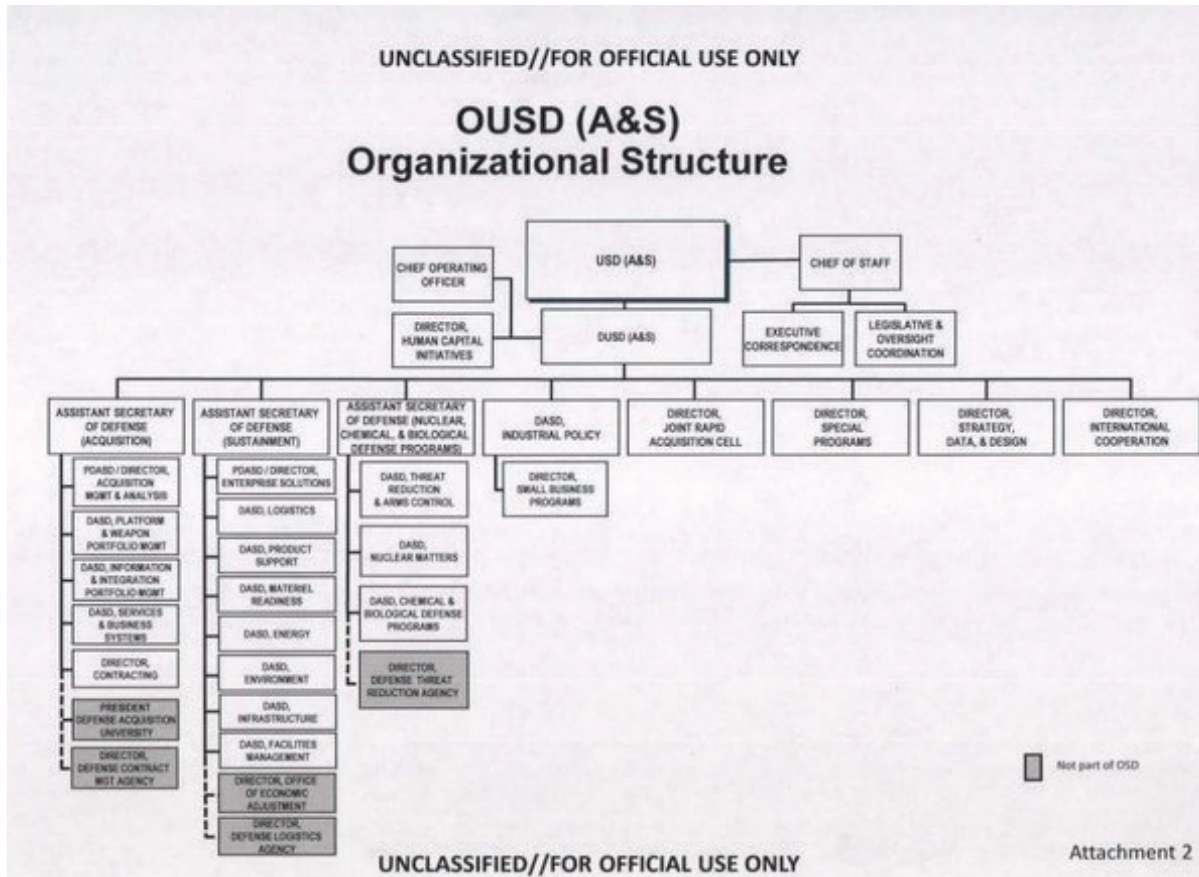 UNCLASSIFIED//FOR OFFICIAL USE ONLY
OUSD (A&S)
Organizational Structure
USD (A&S)
CHIEF OPERATING
OFFICER
CHIEF OF STAFF
DIRECTOR,
HUMAN CAPITAL
INITIATIVES
DUSD (A&S)
EXECUTIVE
CORRESPONDENCE
LEGISLATIVE &
OVERSIGHT
COORDINATION
ASSISTANT SECRETARY
OF DEFENSE
(ACQUISITION)
PDASD / DIRECTOR,
ACQUISITION
MGMT & ANALYSIS
DASD, PLATFORM
& WEAPON
PORTFOLIO MGMT
DASD, INFORMATION
& INTEGRATION
PORTFOLIO MGMT
DASD, SERVICES
& BUSINESS
SYSTEMS
DIRECTOR,
CONTRACTING
PRESIDENT
DEFENSE ACQUISITION
UNIVERSITY
DIRECTOR,
DEFENSE CONTRACT
MGT AGENCY
ASSISTANT SECRETARY
OF DEFENSE
(SUSTAINMENT)
PDASD / DIRECTOR,
ENTERPRISE SOLUTIONS
DASD, LOGISTICS
DASD, PRODUCT
SUPPORT
DASD, MATERIEL
READINESS
DASD, ENERGY
DASD,
ENVIRONMENT
DASD,
INFRASTRUCTURE
DASD, FACILITIES
MANAGEMENT
DIRECTOR, OFFICE
OF ECONOMIC
ADJUSTMENT
DIRECTOR,
DEFENSE LOGISTICS
AGENCY
ASSISTANT SECRETARY
OF DEFENSE (NUCLEAR,
CHEMICAL, & BIOLOGICAL
DEFENSE PROGRAMS)
DASD, THREAT
REDUCTION
& ARMS CONTROL
DASD,
NUCLEAR MATTERS
DASD, CHEMICAL &
BIOLOGICAL DEFENSE
PROGRAMS
DIRECTOR,
DEFENSE THREAT
REDUCTION AGENCY
DASD,
INDUSTRIAL POLICY
DIRECTOR,
SMALL BUSINESS
PROGRAMS
DIRECTOR,
JOINT RAPID
ACQUISITION CELL
DIRECTOR,
SPECIAL
PROGRAMS
DIRECTOR,
STRATEGY,
DATA, & DESIGN
DIRECTOR,
INTERNATIONAL
COOPERATION
Not part of OSD
UNCLASSIFIED//FOR OFFICIAL USE ONLY
Attachment 2